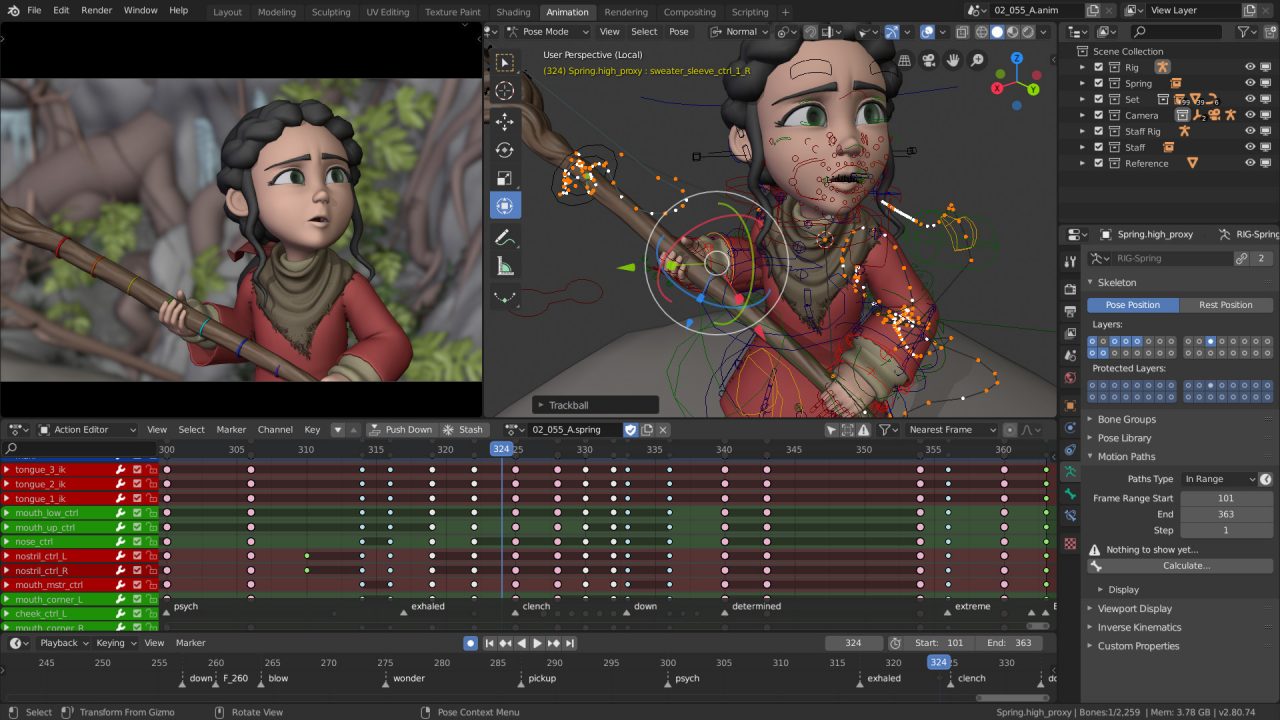 File Edit Render Window Help
Layout Modeling Sculpting UV Editing Texture Paint Shading Animation Rendering Compositing Scripting +
02_055_A.anim
View Layer
Pose Mode View Select Pose Normal
User Perspective (Local)
(324) Spring.high_proxy : sweater_sleeve_ctrl_1_R
Z
X
Y
Trackball
Scene Collection
Rig
Spring
Set
Camera
Staff Rig
Staff
Reference
Spring.high_proxy RIG-Spring
RIG-Spring 2
Skeleton
Pose Position Rest Position
Layers:
Protected Layers:
Bone Groups
Pose Library
Motion Paths
Paths Type In Range
Frame Range Start 101
End 363
Step 1
Nothing to show yet...
Calculate...
Display
Viewport Display
Inverse Kinematics
Custom Properties
Action Editor View Select Marker Channel Key Push Down Stash 02_055_A.spring Nearest Frame
300 305 310 315 320 324 325 330 335 340 345 350 355 360
tongue_3_ik
tongue_2_ik
tongue_1_ik
mouth_low_ctrl
mouth_up_ctrl
nose_ctrl
nostril_ctrl_L
nostril_ctrl_R
mouth_mstr_ctrl
mouth_corner_L
cheek_ctrl_L
mouth_corner_R
psych exhaled clench down determined extreme
Playback Keying View Marker 324 Start: 101 End: 363
245 250 255 260 265 270 275 280 285 290 295 300 305 310 315 320 324 325 330
down F_260 blow wonder pickup psych exhaled clench
Select Transform From Gizmo Rotate View Pose Context Menu
Spring.high_proxy | Bones:1/2,259 | Mem: 3.78 GB | v2.80.74